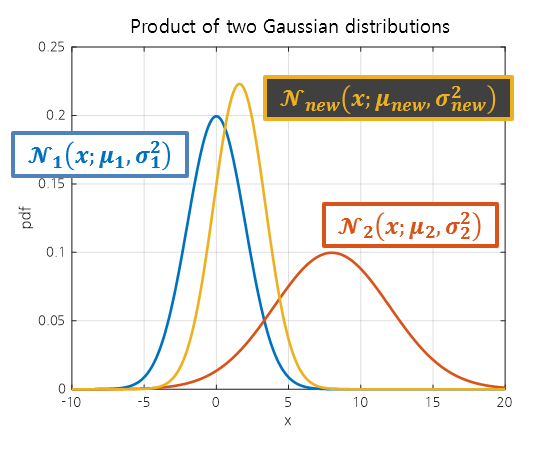 Product of two Gaussian distributions
0.25
0.2
0.15
0.1
0.05
0
pdf
𝒩₁(x; μ₁, σ₁²)
𝒩new(x; μnew, σ²new)
𝒩₂(x; μ₂, σ₂²)
-10 -5 0 5 10 15 20
x